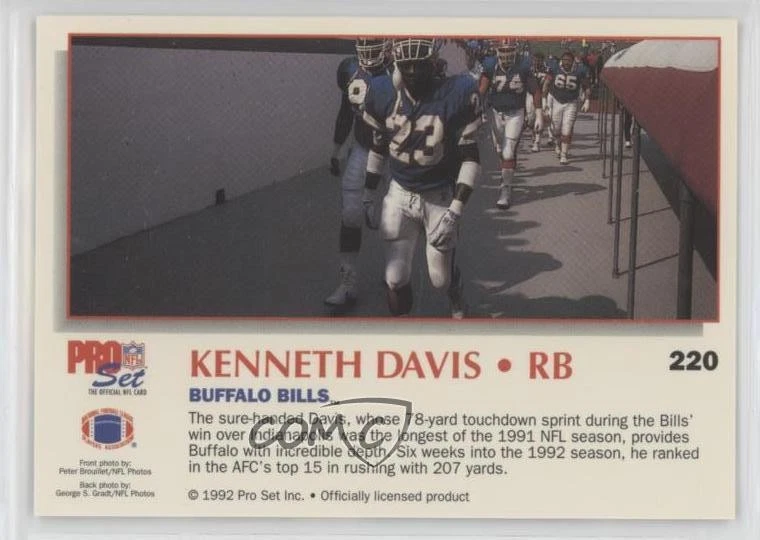 23
74
65
PRO
NFL
Set
THE OFFICIAL NFL CARD
KENNETH DAVIS • RB
220
BUFFALO BILLS™
The sure-handed Davis, whose 78-yard touchdown sprint during the Bills'
win over Indianapolis was the longest of the 1991 NFL season, provides
Buffalo with incredible depth. Six weeks into the 1992 season, he ranked
in the AFC's top 15 in rushing with 207 yards.
Front photo by:
Peter Brouillet/NFL Photos
Back photo by:
George S. Gradt/NFL Photos
© 1992 Pro Set Inc. • Officially licensed product
COMC